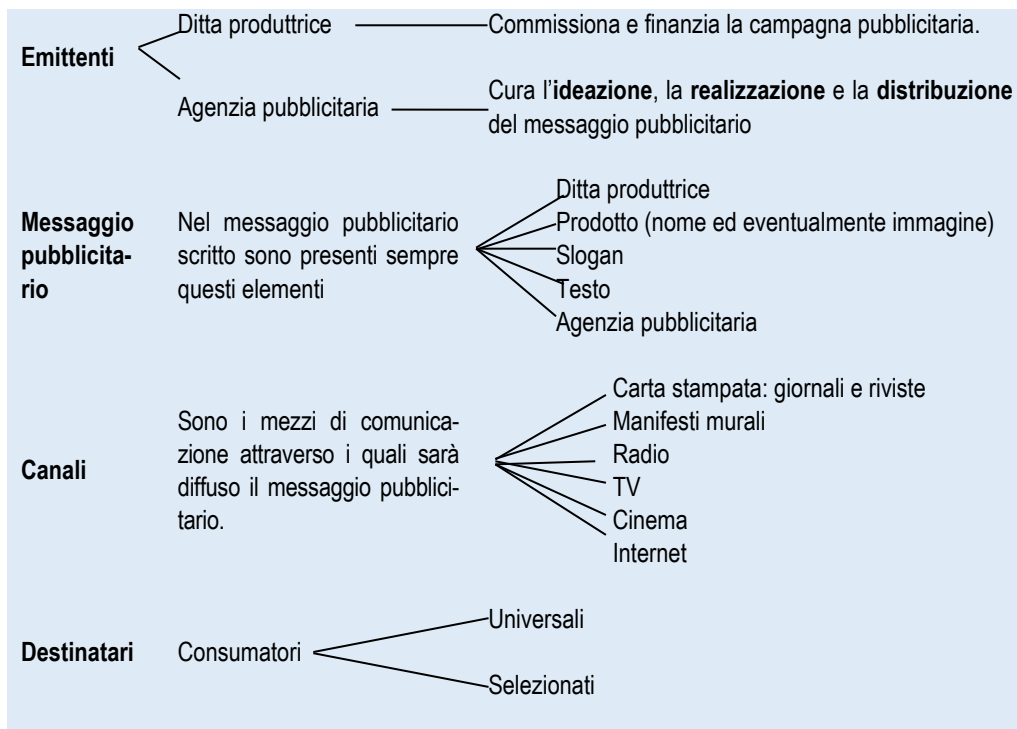 Ditta produttrice
Commissiona e finanzia la campagna pubblicitaria.
Emittenti
Agenzia pubblicitaria
Cura l’ideazione, la realizzazione e la distribuzione
del messaggio pubblicitario
Messaggio
pubblicita-
rio
Nel messaggio pubblicitario
scritto sono presenti sempre
questi elementi
Ditta produttrice
Prodotto (nome ed eventualmente immagine)
Slogan
Testo
Agenzia pubblicitaria
Canali
Sono i mezzi di comunica-
zione attraverso i quali sarà
diffuso il messaggio pubblici-
tario.
Carta stampata: giornali e riviste
Manifesti murali
Radio
TV
Cinema
Internet
Destinatari
Consumatori
Universali
Selezionati